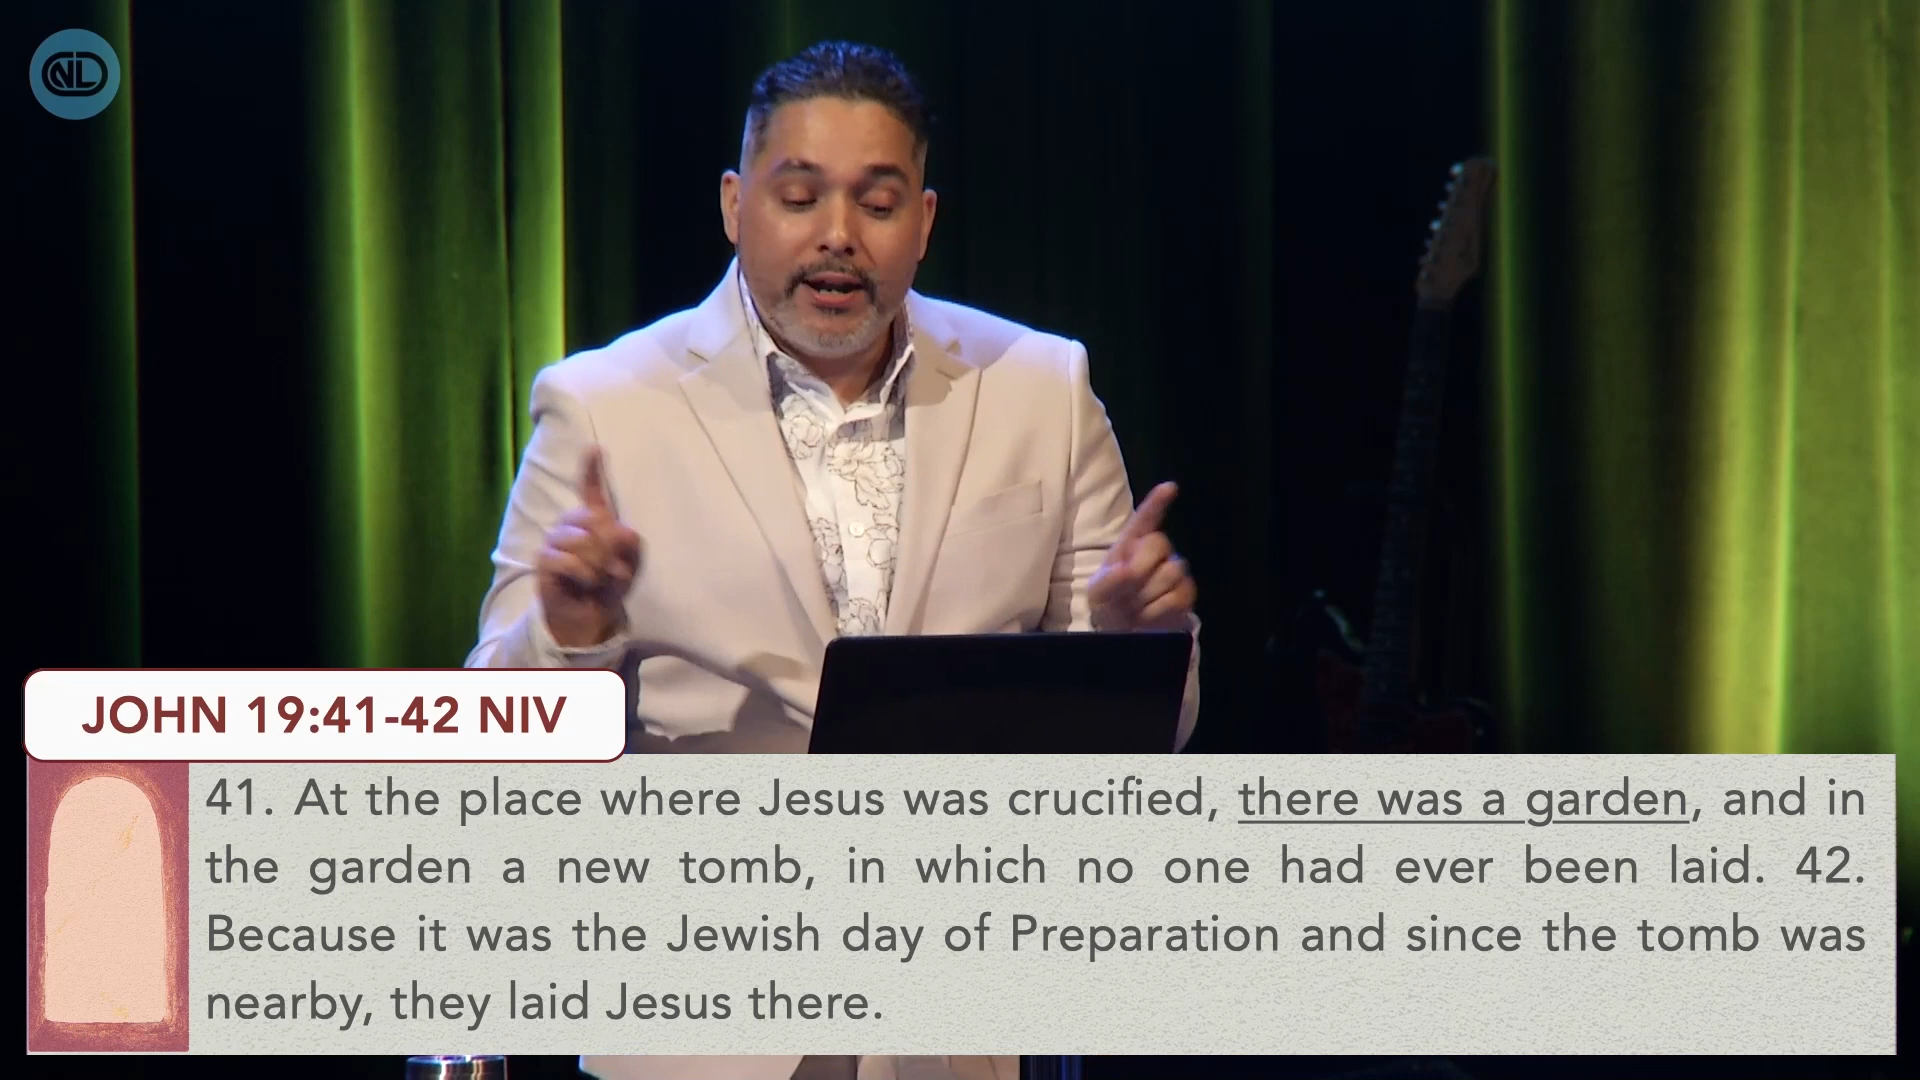 NL
JOHN 19:41-42 NIV
41. At the place where Jesus was crucified, there was a garden, and in
the garden a new tomb, in which no one had ever been laid. 42.
Because it was the Jewish day of Preparation and since the tomb was
nearby, they laid Jesus there.